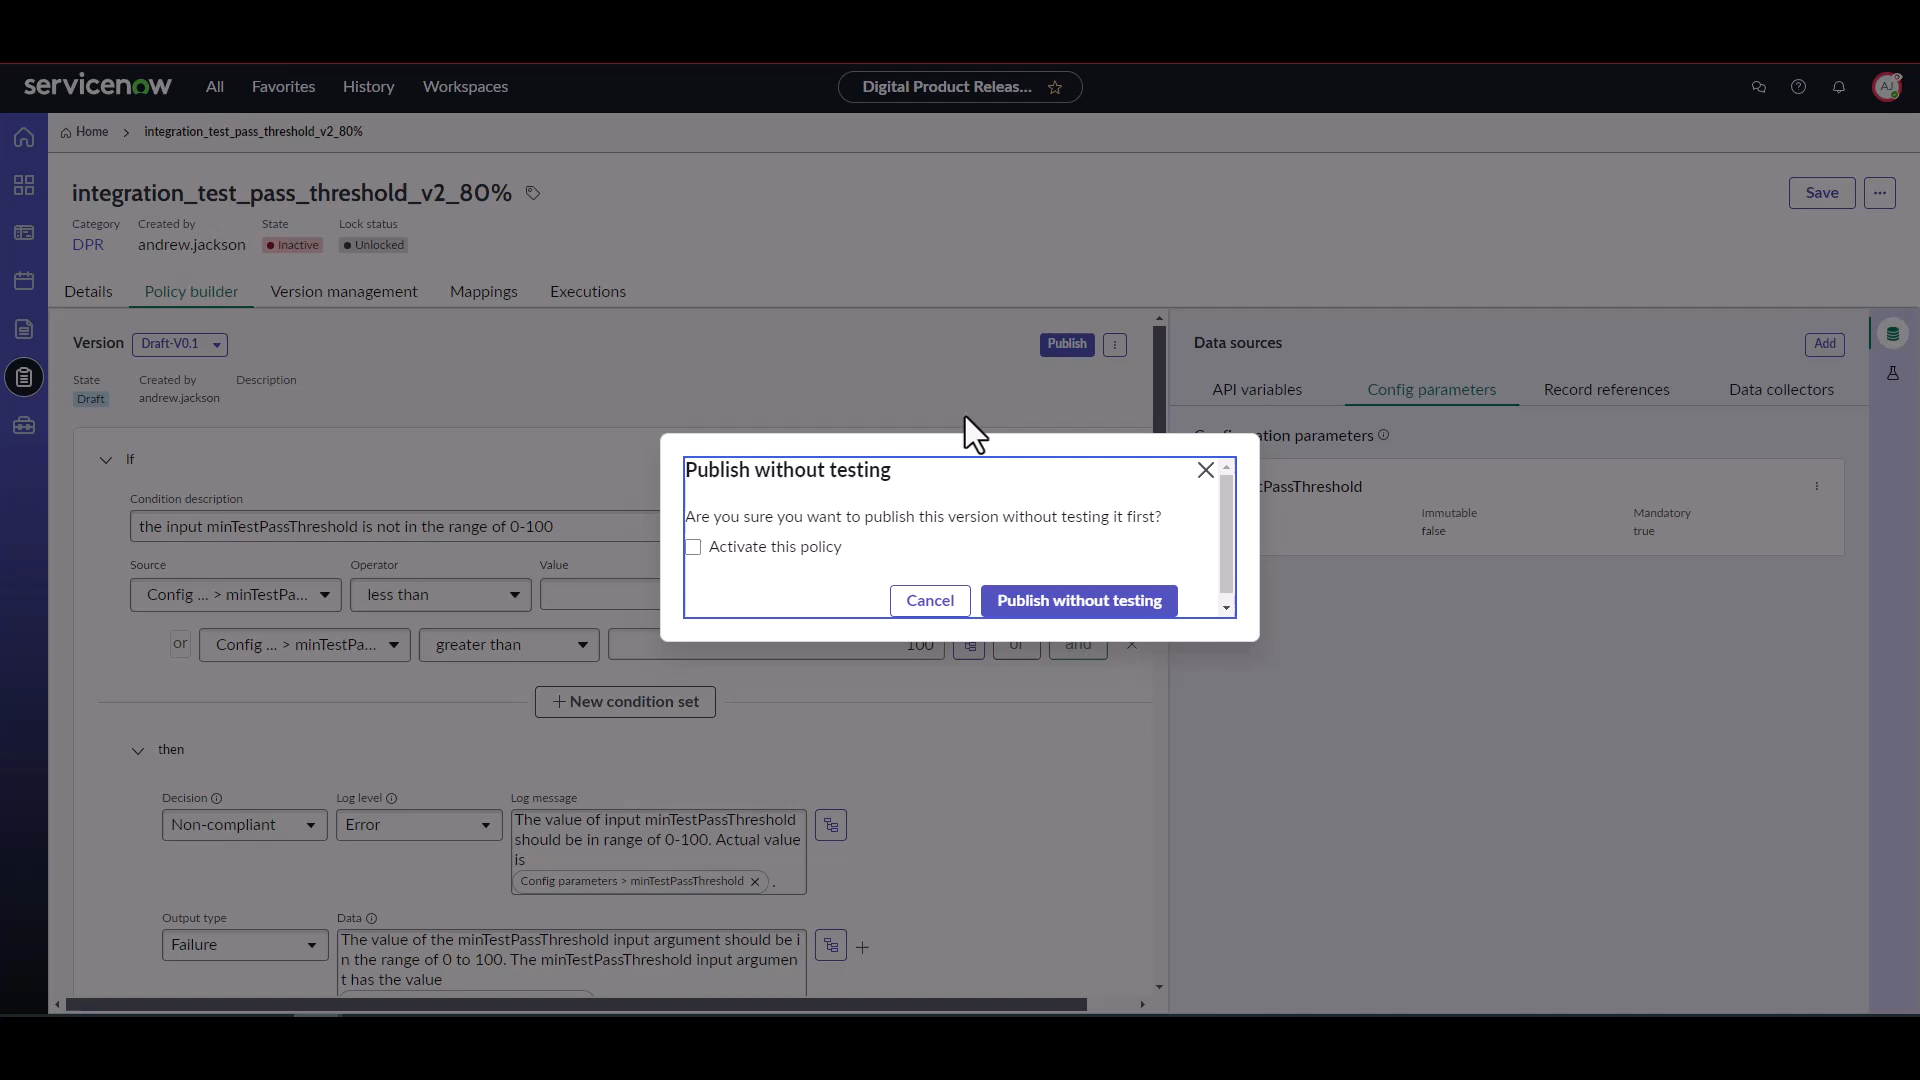 servicenow All Favorites History Workspaces Digital Product Releas... AJ
Home integration_test_pass_threshold_v2_80%
integration_test_pass_threshold_v2_80% Save ...
Category Created by State Lock status
DPR andrew.jackson Inactive Unlocked
Details Policy builder Version management Mappings Executions
Version Draft-V0.1 Publish
State Created by Description
Draft andrew.jackson
If
Condition description
the input minTestPassThreshold is not in the range of 0-100
Source Operator Value
Config ... > minTestPa... less than
or Config ... > minTestPa... greater than 100 or and
+ New condition set
then
Decision Log level Log message
Non-compliant Error The value of input minTestPassThreshold
should be in range of 0-100. Actual value
is
Config parameters > minTestPassThreshold .
Output type Data
Failure The value of the minTestPassThreshold input argument should be i
n the range of 0 to 100. The minTestPassThreshold input argumen
t has the value
Publish without testing
Are you sure you want to publish this version without testing it first?
Activate this policy
Cancel Publish without testing
Data sources Add
API variables Config parameters Record references Data collectors
parameters
PassThreshold
Immutable Mandatory
false true